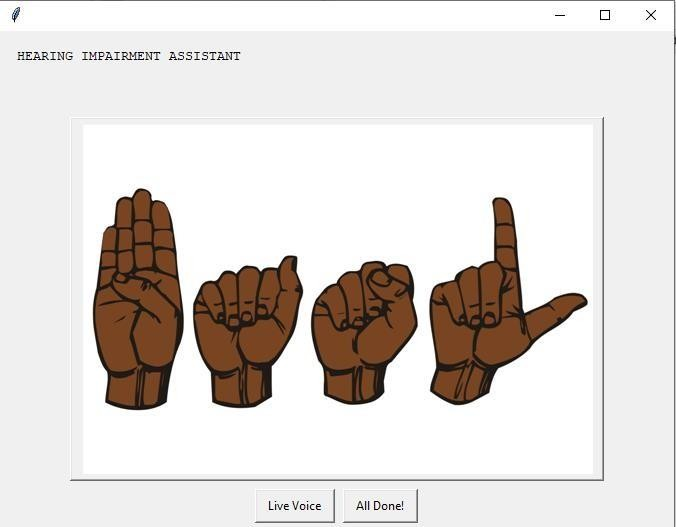 HEARING IMPAIRMENT ASSISTANT
Live Voice
All Done!